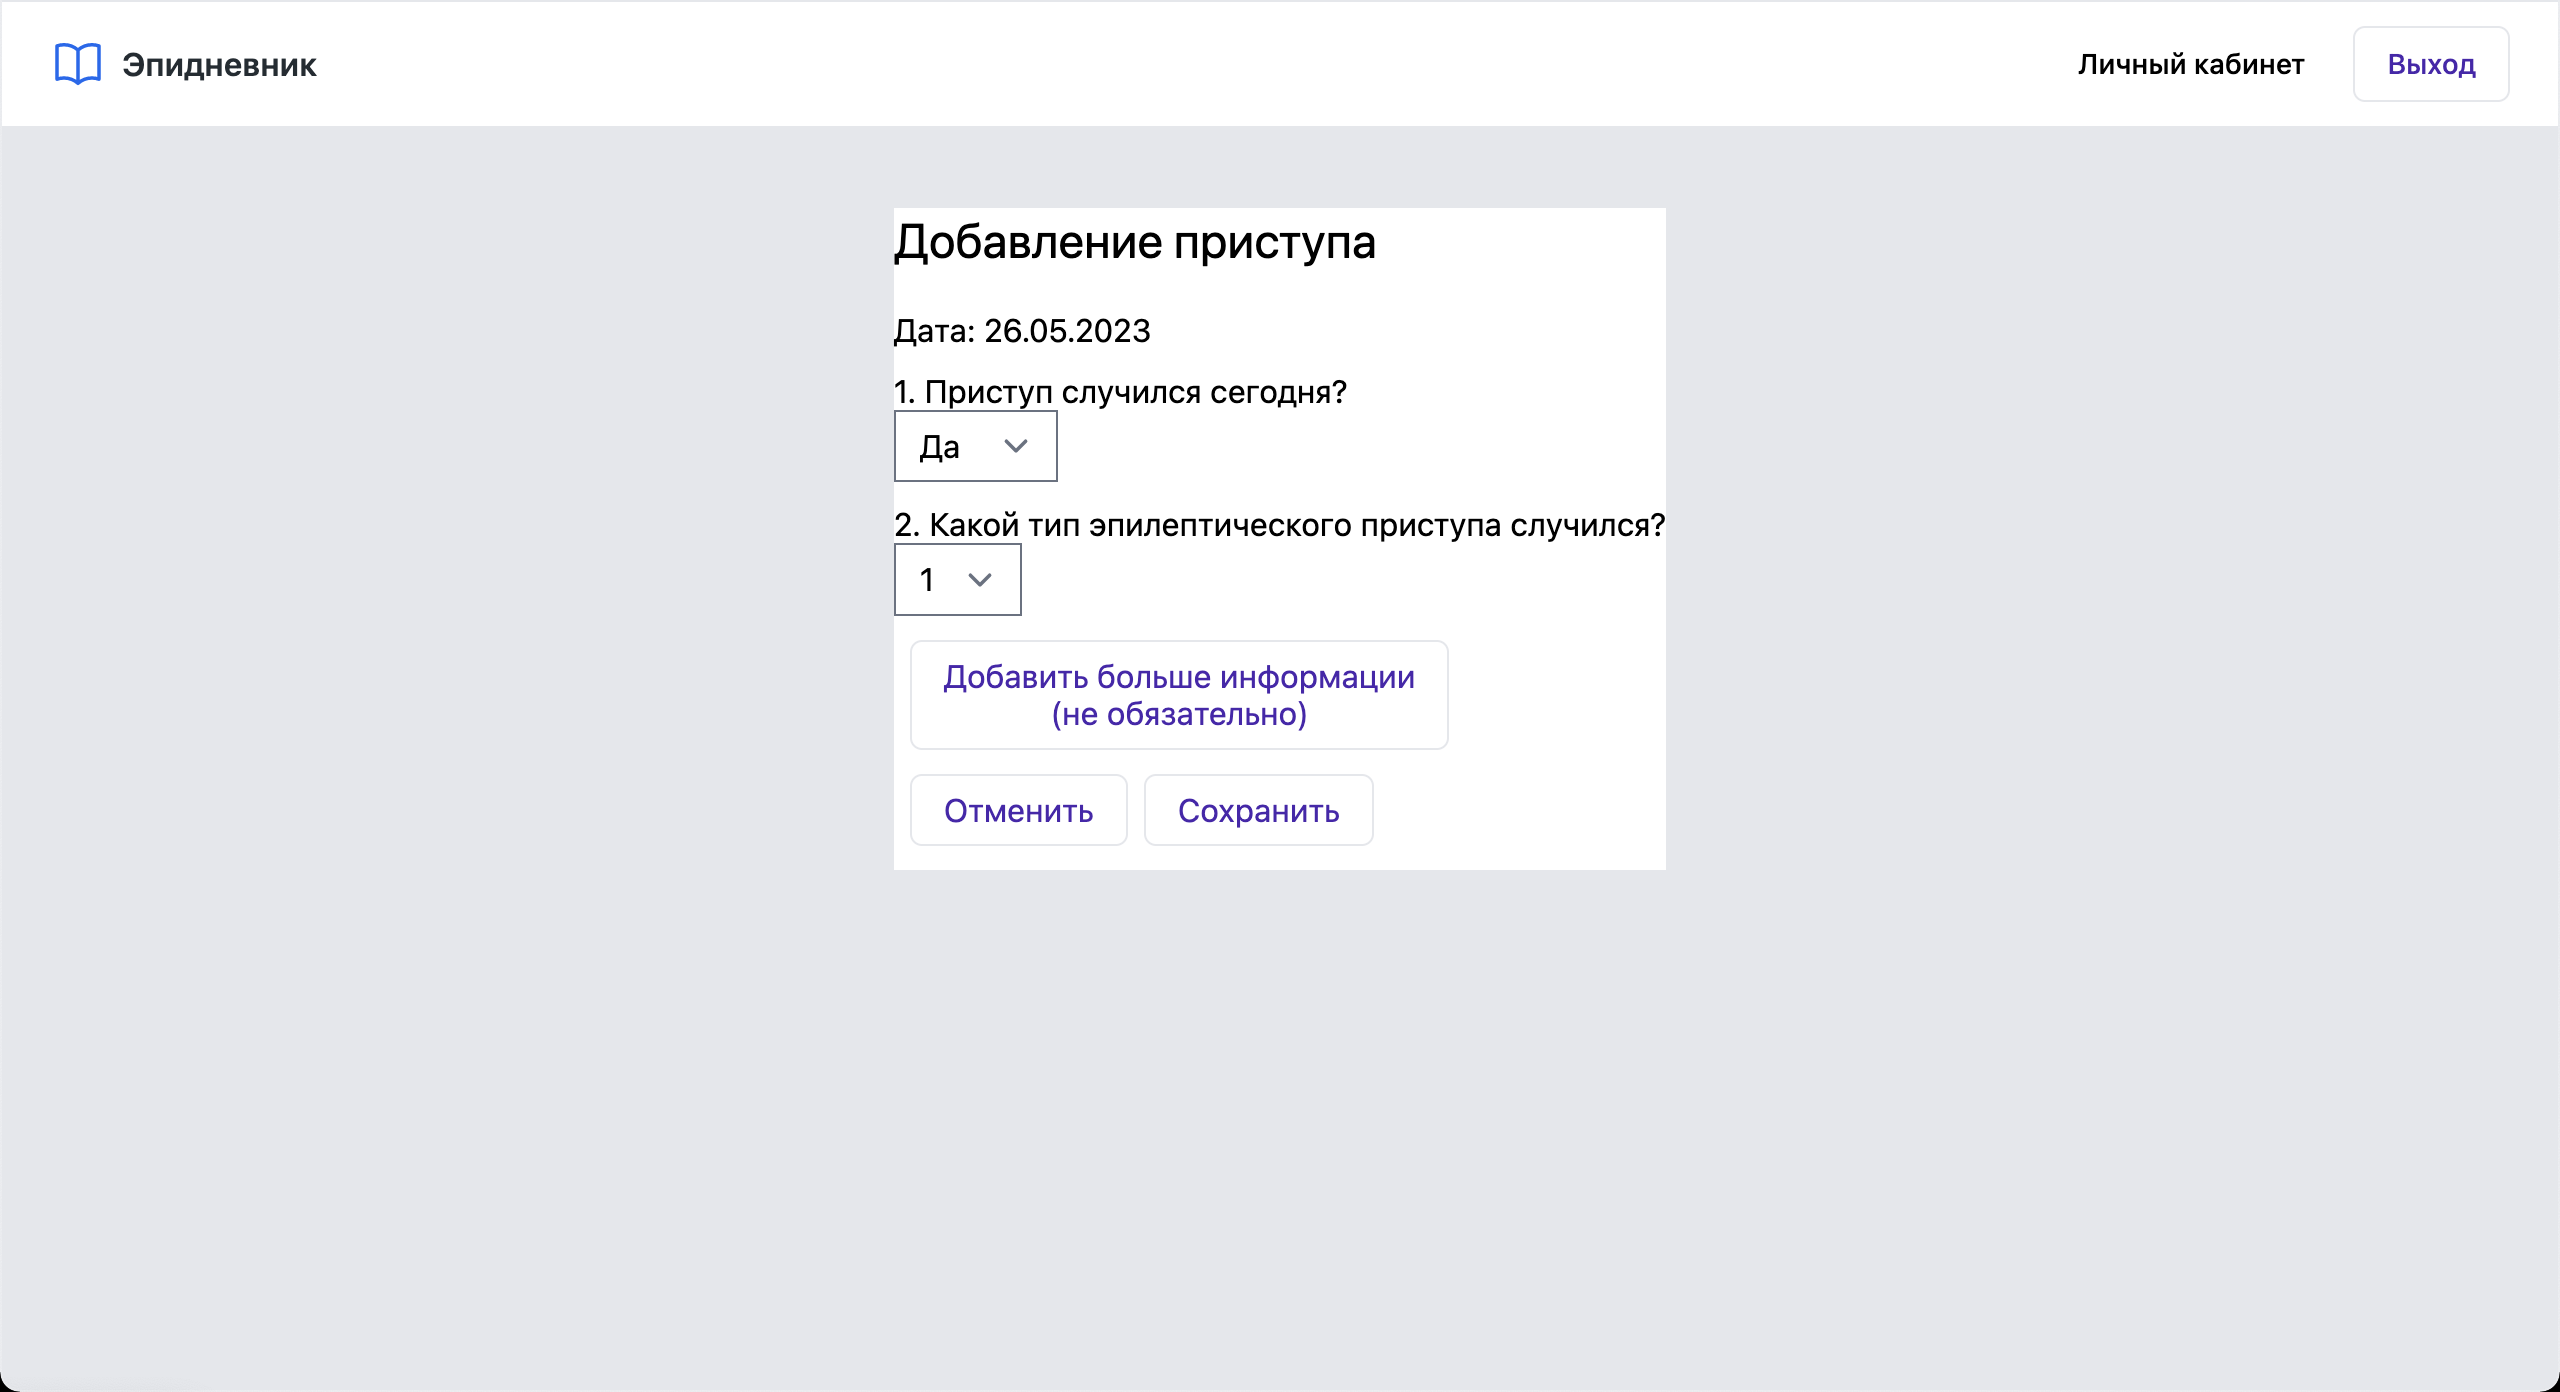 Эпидневник
Личный кабинет
Выход
Добавление приступа
Дата: 26.05.2023
1. Приступ случился сегодня?
Да
2. Какой тип эпилептического приступа случился?
1
Добавить больше информации
(не обязательно)
Отменить
Сохранить